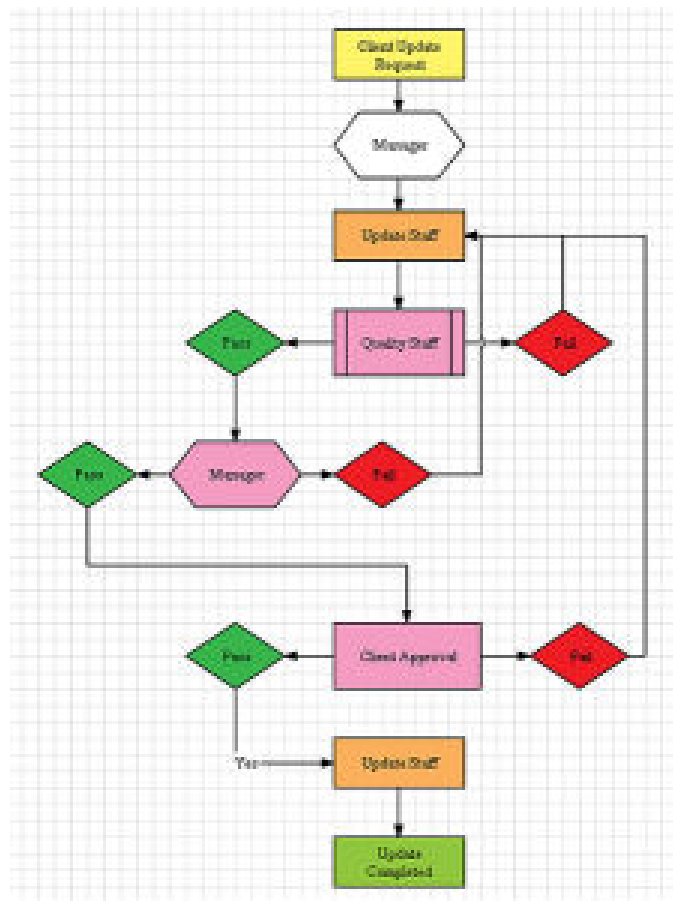 Client Update
Request
Manager
Update Staff
Pass
Quality Staff
Fail
Pass
Manager
Fail
Pass
Client Approval
Fail
Yes
Update Staff
Update
Completed